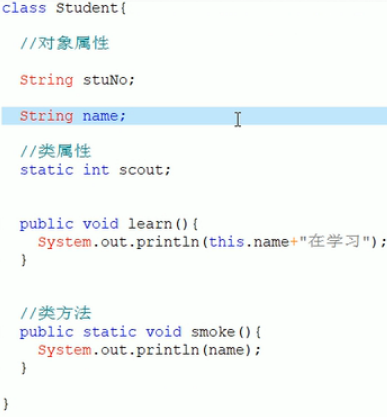 class Student{
//对象属性
String stuNo;
String name;
//类属性
static int scout;
public void learn(){
System.out.println(this.name+"在学习");
}
//类方法
public static void smoke(){
System.out.println(name);
}
}